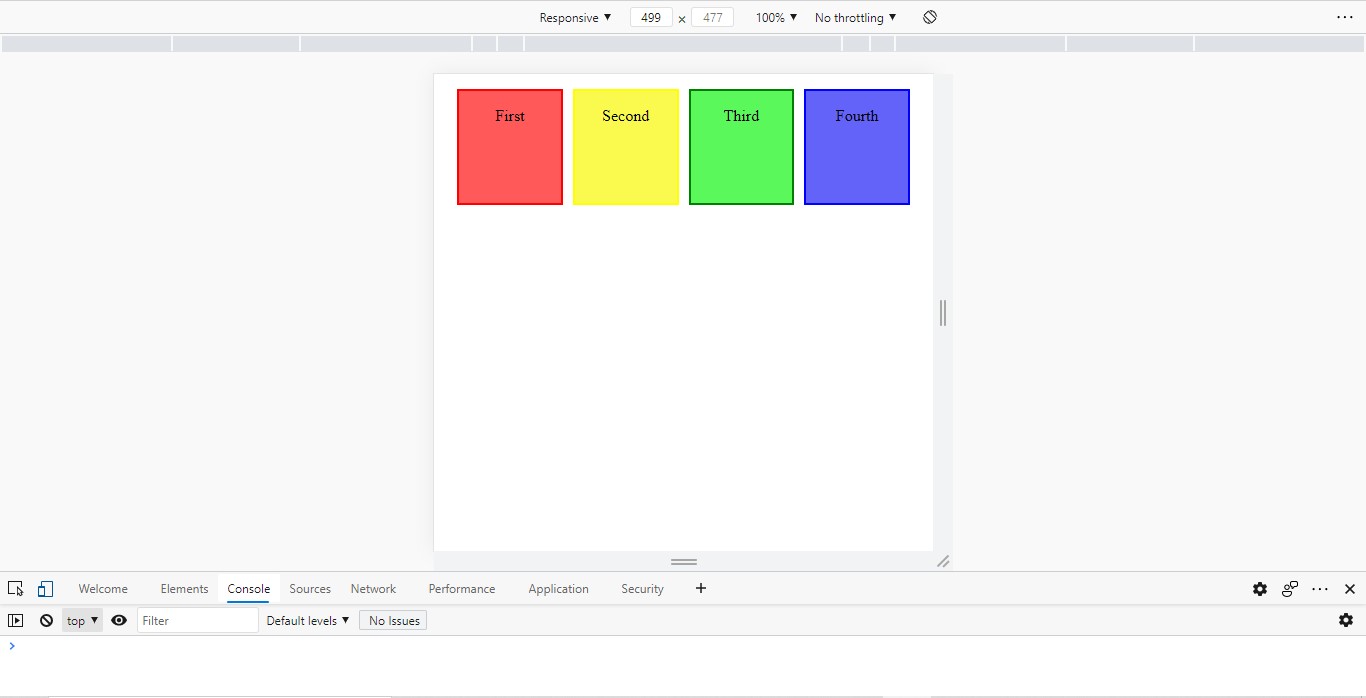 Responsive ▼ 499 × 477 100% ▼ No throttling ▼
First Second Third Fourth
Welcome Elements Console Sources Network Performance Application Security +
top ▼ Filter Default levels ▼ No Issues